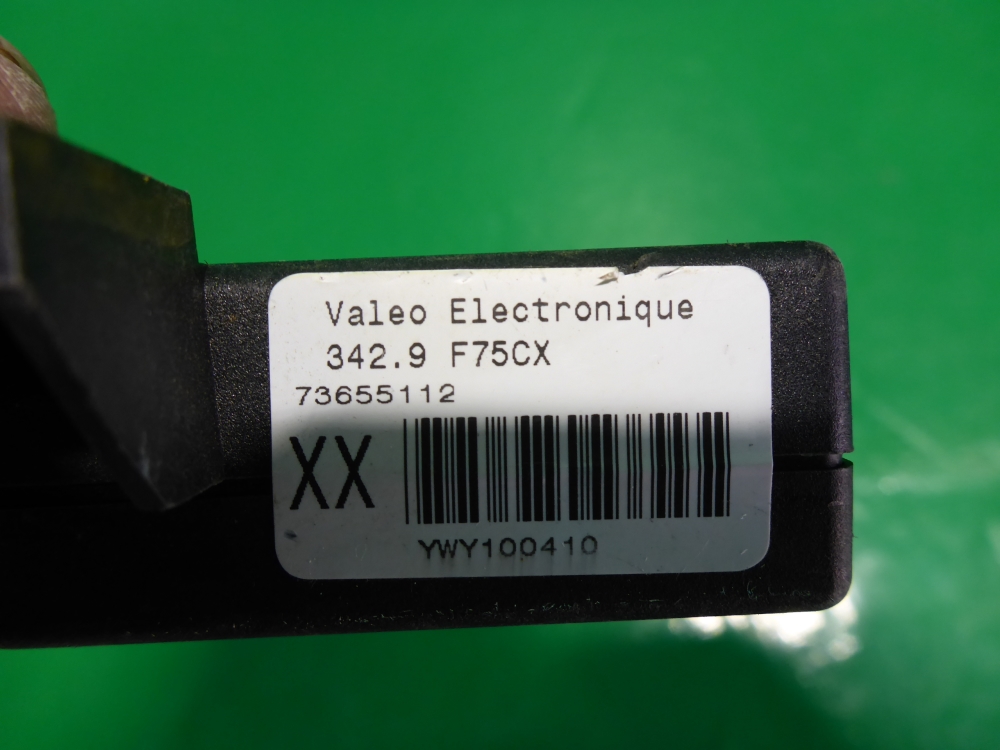 Valeo Electronique
342.9 F75CX
73655112
XX
YWY100410